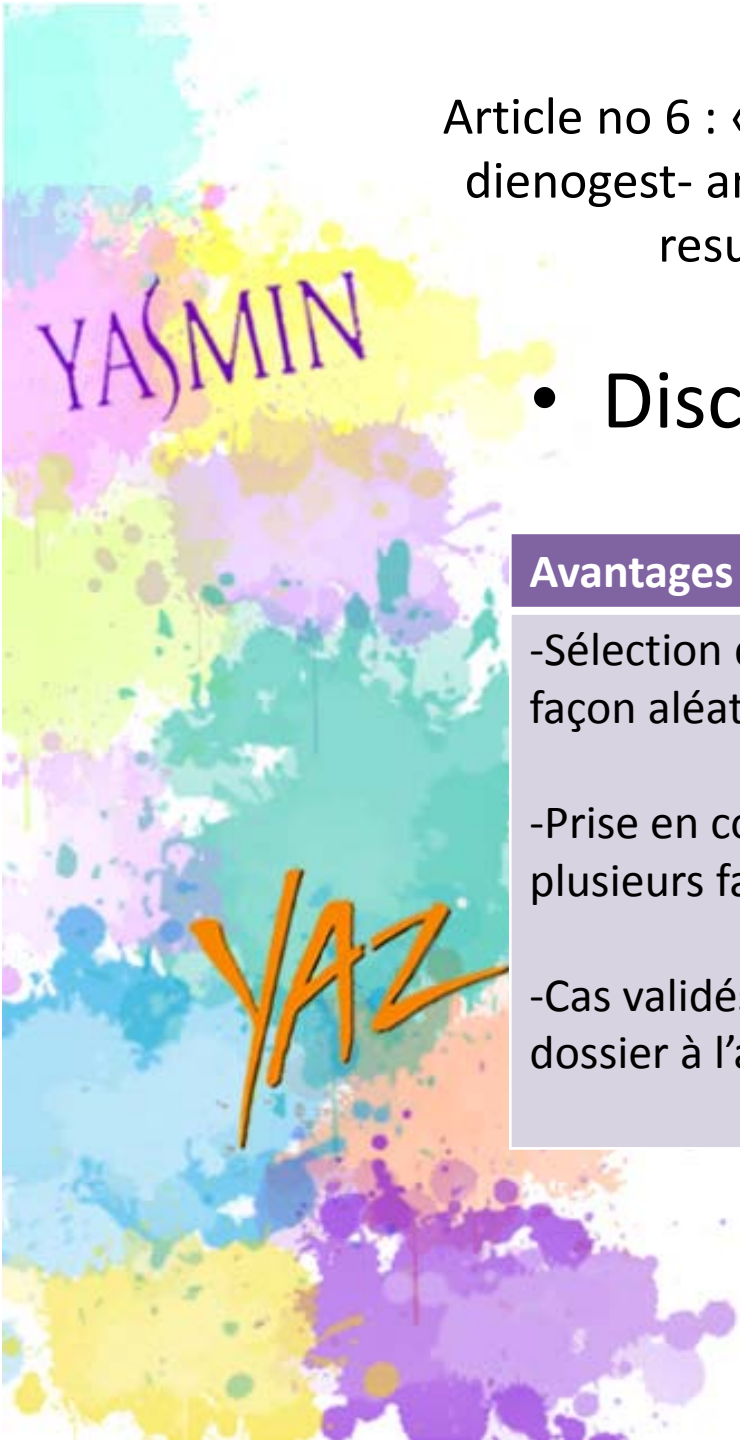 Article no 6 : «
dienogest- a
resu
YASMIN
• Disc
Avantages
-Sélection
façon aléat
-Prise en co
plusieurs fa
-Cas validé
dossier à l’a
YAZ